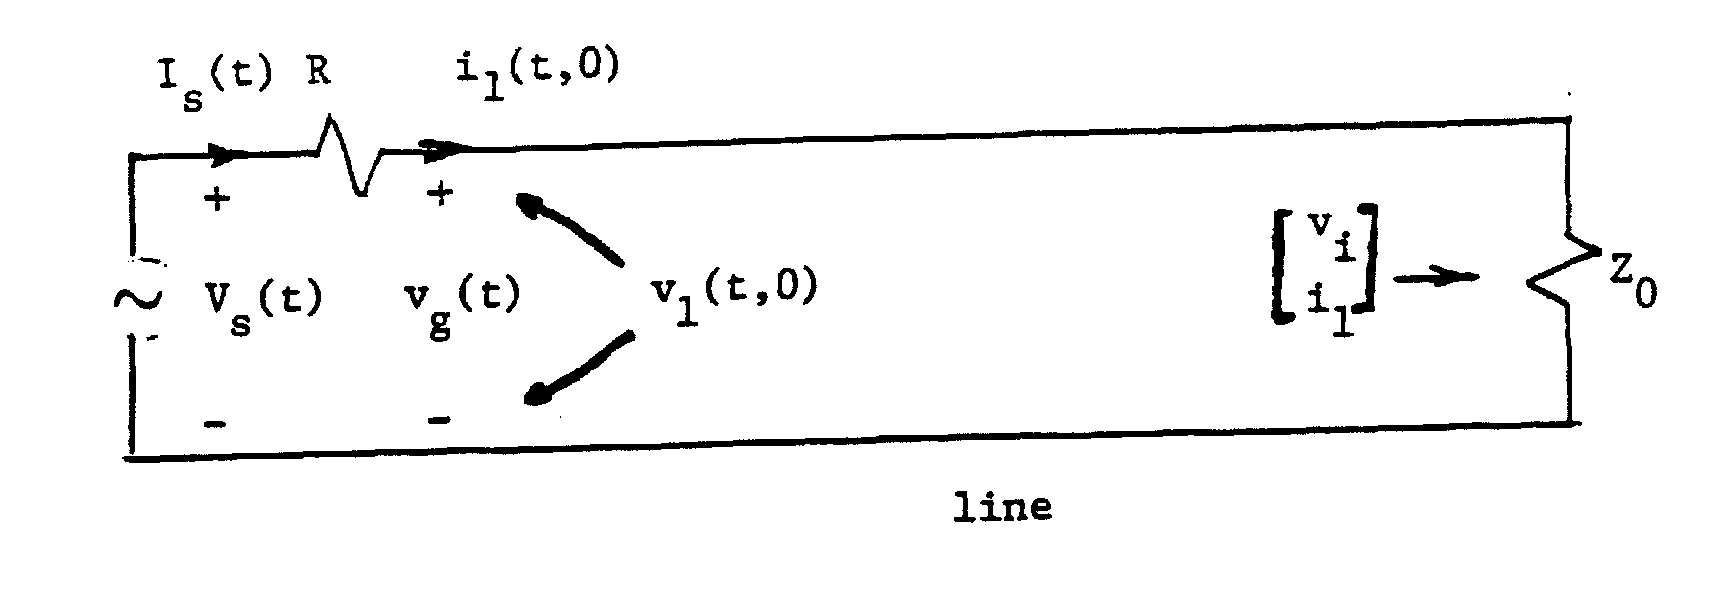 I_s(t) R i_1(t,0)
+ +
~ V_s(t) v_g(t) v_1(t,0) [v_i i_1] Z_0
- -
line